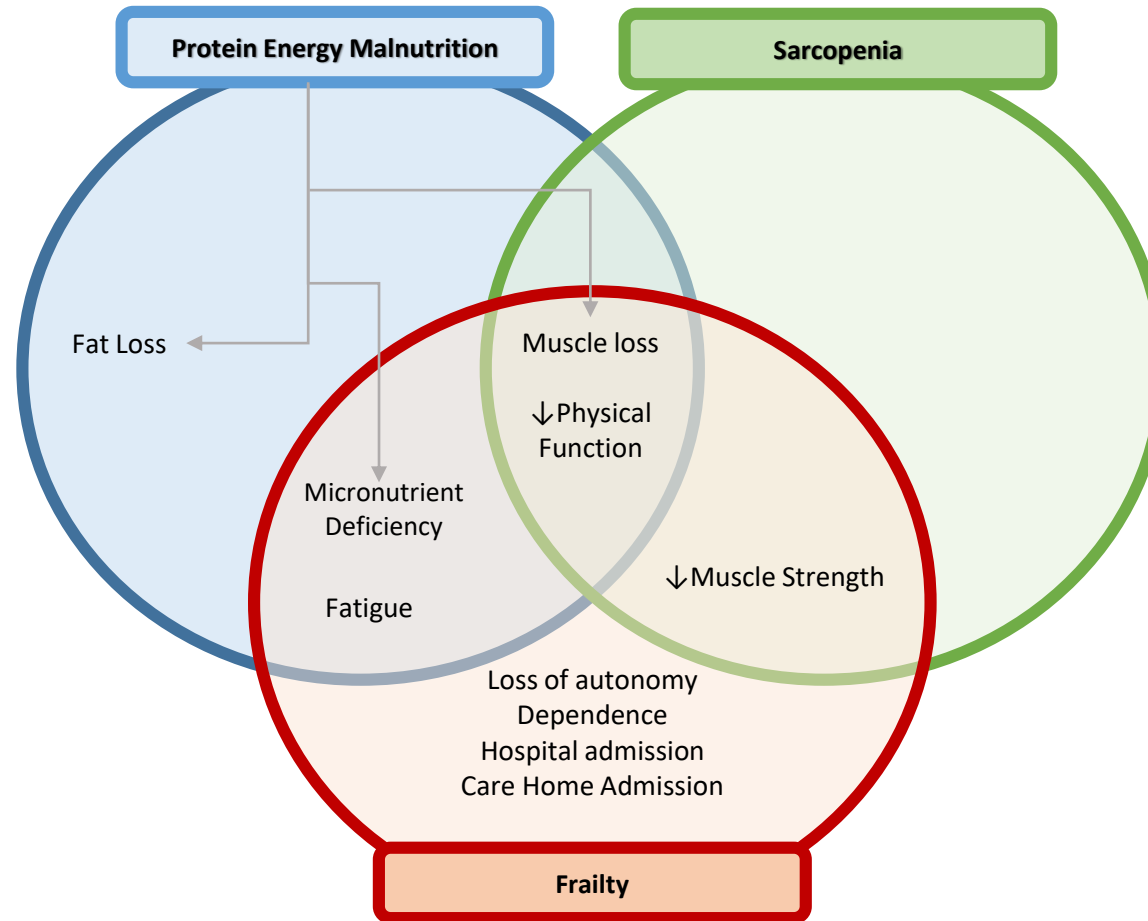 Protein Energy Malnutrition
Sarcopenia
Fat Loss
Muscle loss
↓Physical
Function
Micronutrient
Deficiency
↓Muscle Strength
Fatigue
Loss of autonomy
Dependence
Hospital admission
Care Home Admission
Frailty